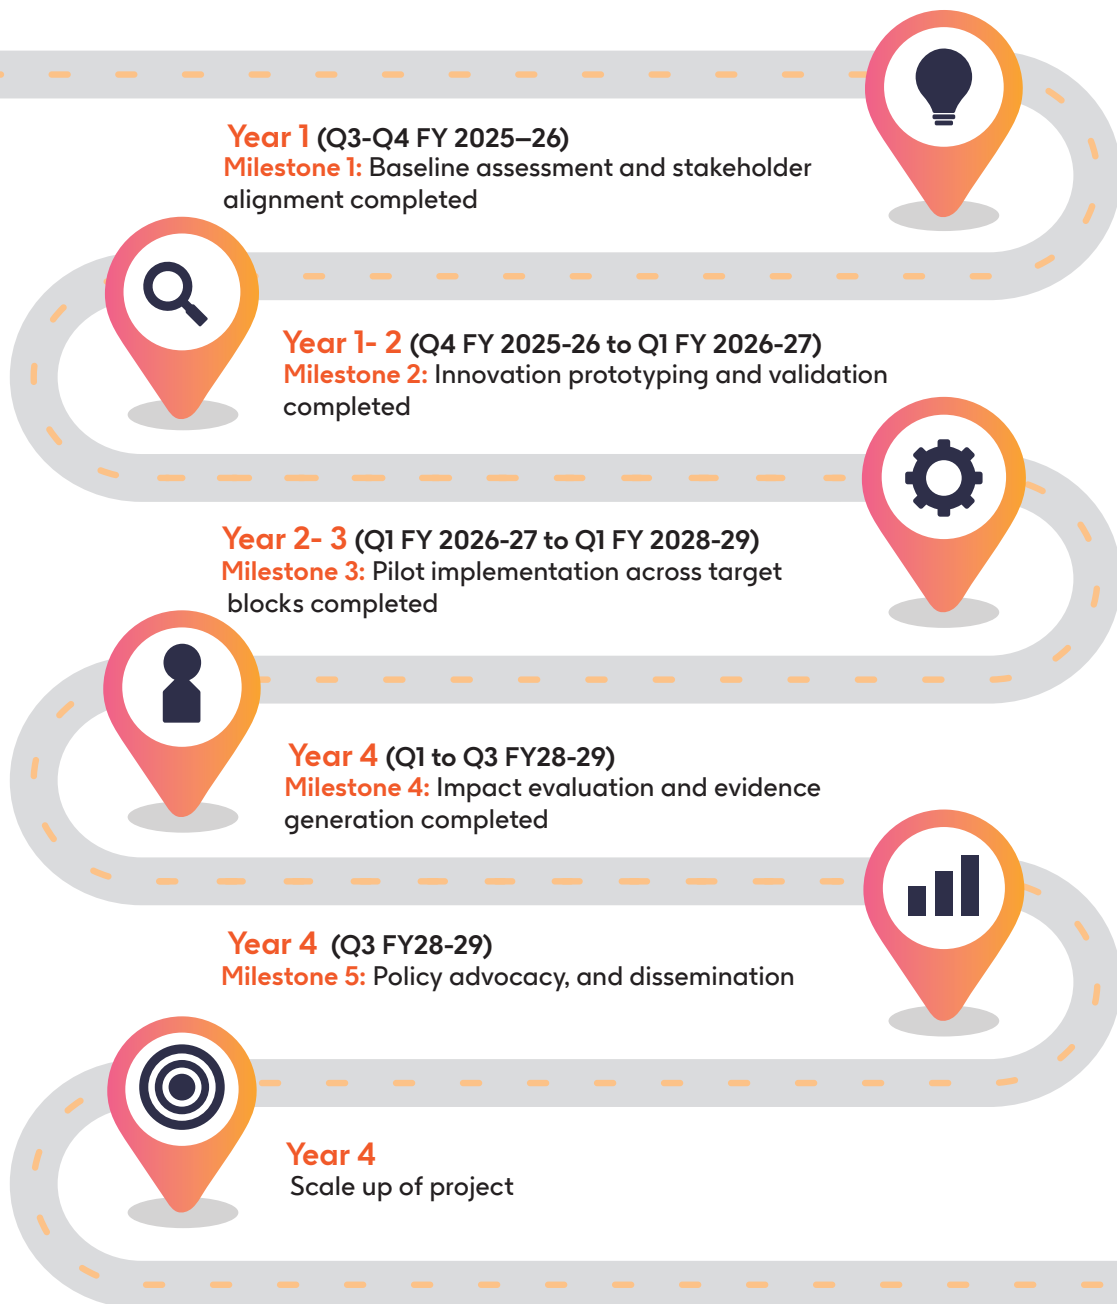 Year 1 (Q3-Q4 FY 2025–26)
Milestone 1: Baseline assessment and stakeholder
alignment completed
Year 1- 2 (Q4 FY 2025-26 to Q1 FY 2026-27)
Milestone 2: Innovation prototyping and validation
completed
Year 2- 3 (Q1 FY 2026-27 to Q1 FY 2028-29)
Milestone 3: Pilot implementation across target
blocks completed
Year 4 (Q1 to Q3 FY28-29)
Milestone 4: Impact evaluation and evidence
generation completed
Year 4 (Q3 FY28-29)
Milestone 5: Policy advocacy, and dissemination
Year 4
Scale up of project